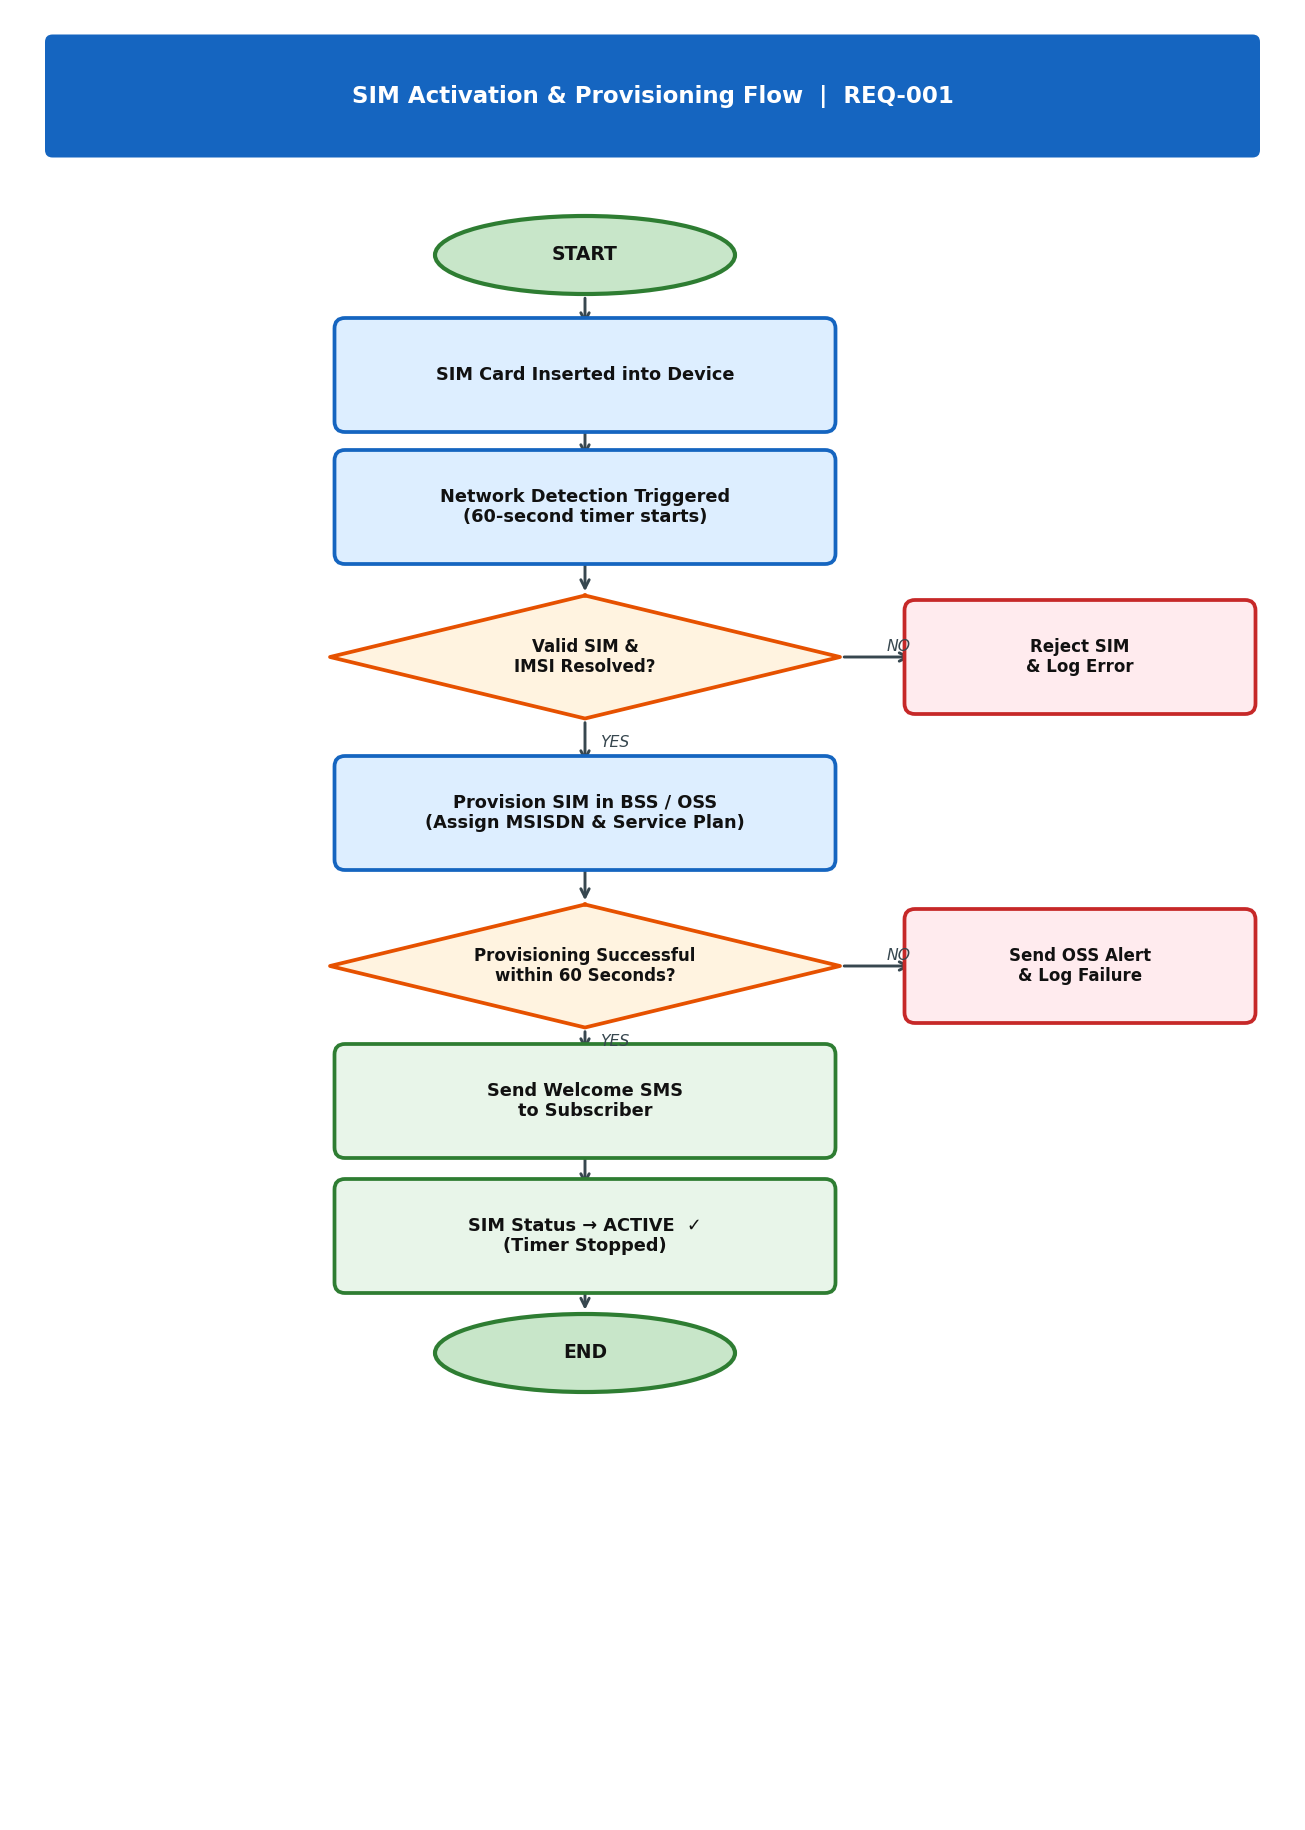 SIM Activation & Provisioning Flow | REQ-001
START
SIM Card Inserted into Device
Network Detection Triggered
(60-second timer starts)
Valid SIM &
IMSI Resolved?
NO
Reject SIM
& Log Error
YES
Provision SIM in BSS / OSS
(Assign MSISDN & Service Plan)
Provisioning Successful
within 60 Seconds?
NO
Send OSS Alert
& Log Failure
YES
Send Welcome SMS
to Subscriber
SIM Status → ACTIVE ✓
(Timer Stopped)
END